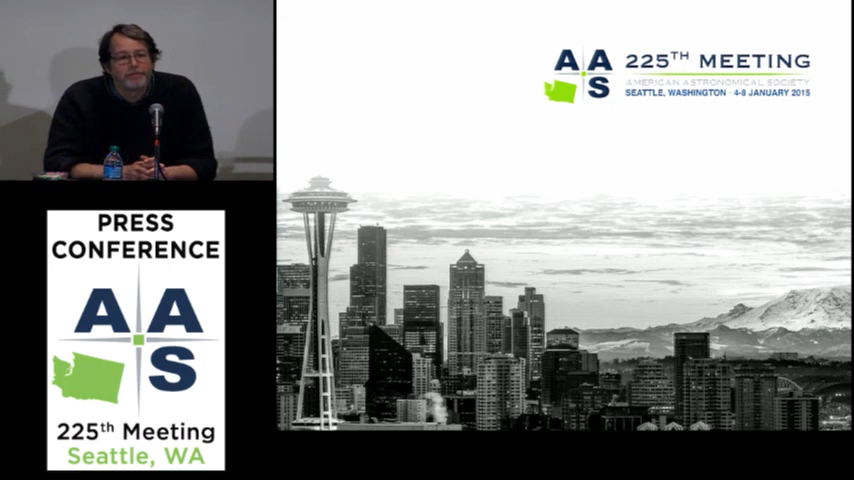 AAS
225TH MEETING
AMERICAN ASTRONOMICAL SOCIETY
SEATTLE, WASHINGTON · 4-8 JANUARY 2015
PRESS
CONFERENCE
AAS
225th Meeting
Seattle, WA